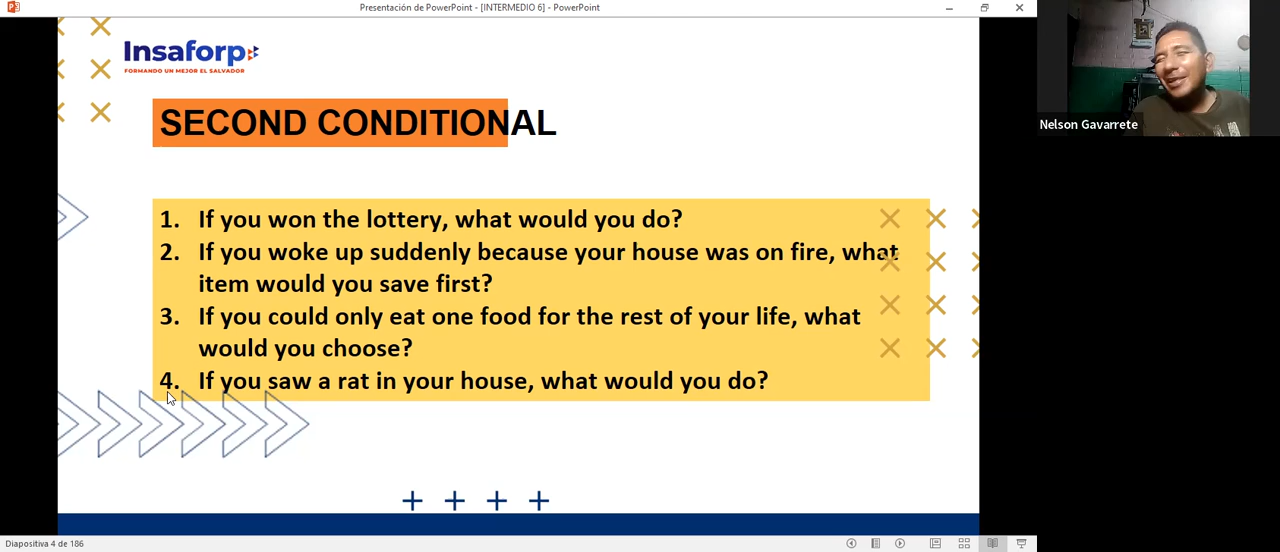 Presentación de PowerPoint - [INTERMEDIO 6] - PowerPoint
Insaforp
FORMANDO UN MEJOR EL SALVADOR
SECOND CONDITIONAL
1. If you won the lottery, what would you do?
2. If you woke up suddenly because your house was on fire, what
item would you save first?
3. If you could only eat one food for the rest of your life, what
would you choose?
4. If you saw a rat in your house, what would you do?
Nelson Gavarrete
Diapositiva 4 de 186